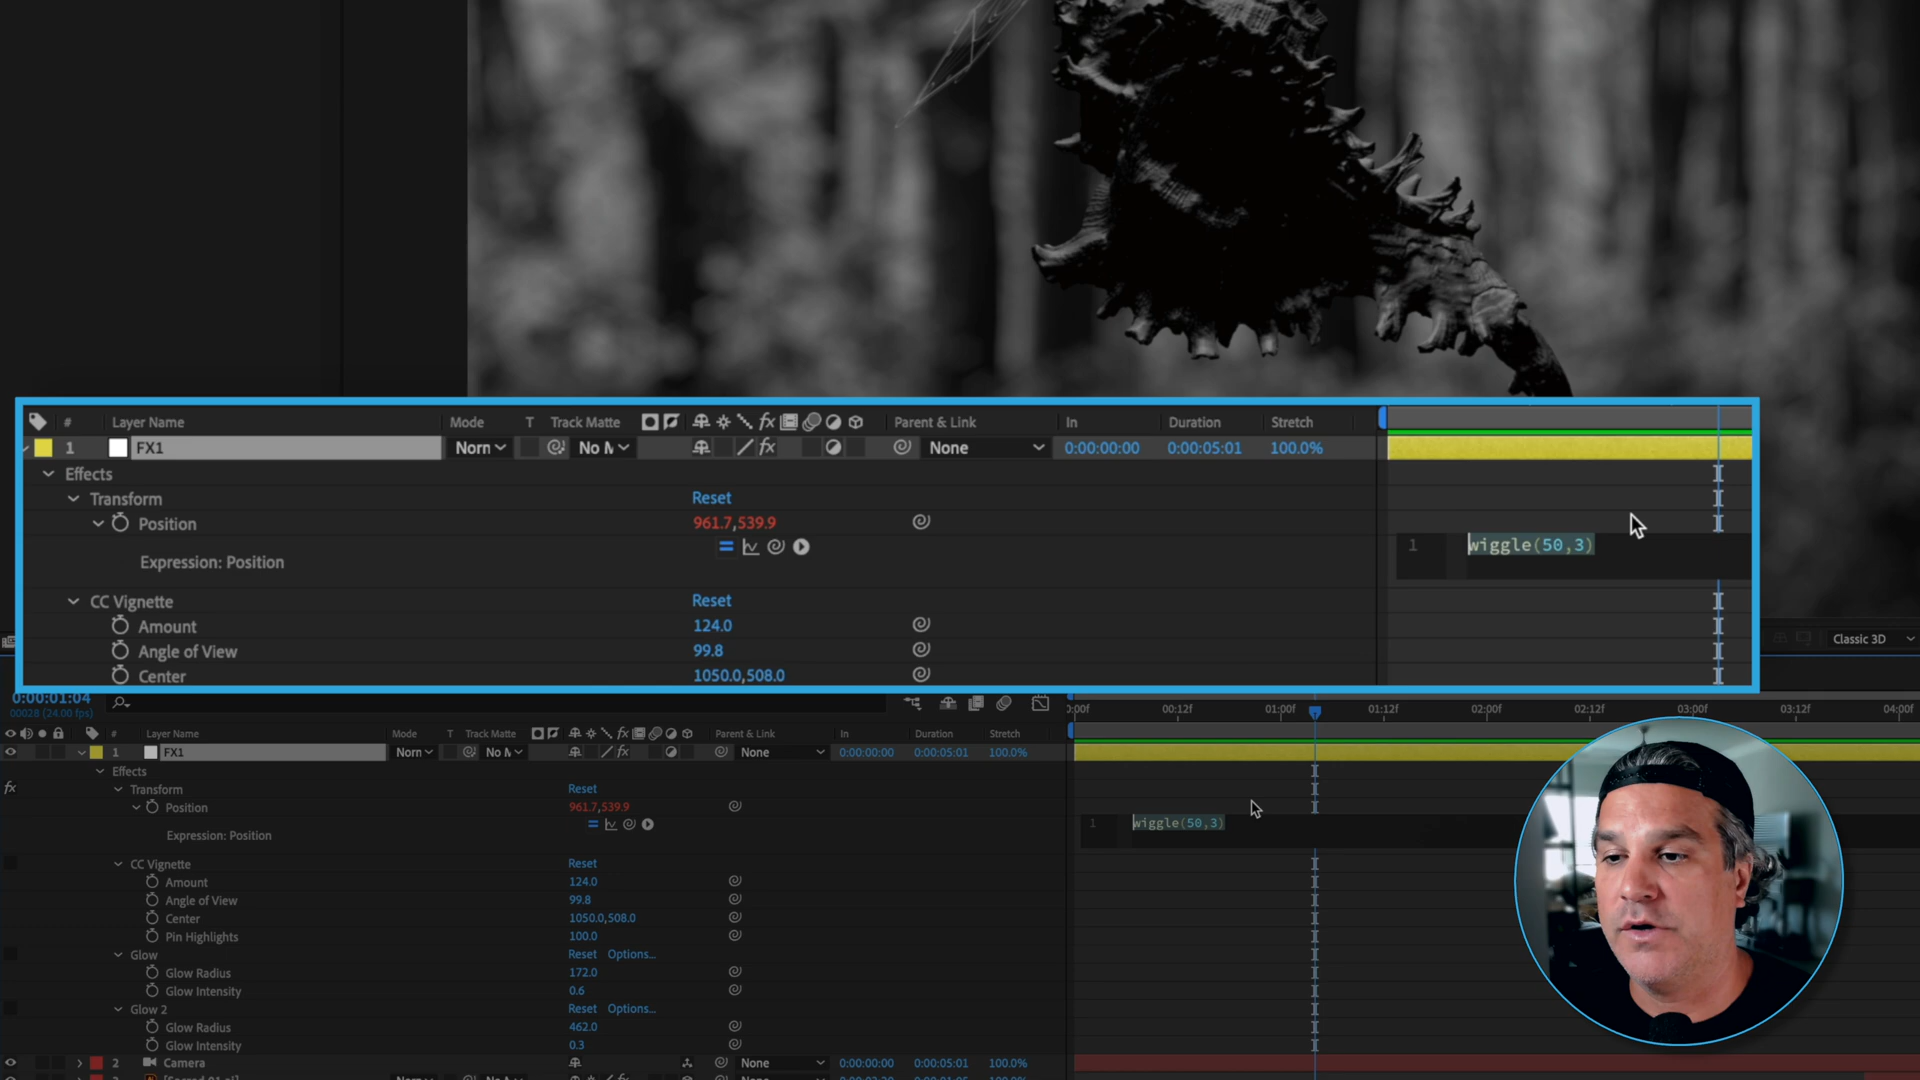 # Layer Name Mode T Track Matte fx Parent & Link In Duration Stretch
1 FX1 Norn No M fx None 0:00:00:00 0:00:05:01 100.0%
Effects
Transform Reset
Position 961.7,539.9
1 wiggle(50,3)
Expression: Position
CC Vignette Reset
Amount 124.0
Angle of View 99.8
Center 1050.0,508.0
Classic 3D
0:00:01:04
00028 (24.00 fps)
:00f 00:12f 01:00f 01:12f 02:00f 02:12f 03:00f 03:12f 04:00f
# Layer Name Mode T Track Matte fx Parent & Link In Duration Stretch
1 FX1 Norn No M fx None 0:00:00:00 0:00:05:01 100.0%
Effects
fx Transform Reset
Position 961.7,539.9
1 wiggle(50,3)
Expression: Position
CC Vignette Reset
Amount 124.0
Angle of View 99.8
Center 1050.0,508.0
Pin Highlights 100.0
Glow Reset Options...
Glow Radius 172.0
Glow Intensity 0.6
Glow 2 Reset Options...
Glow Radius 462.0
Glow Intensity 0.3
2 Camera None 0:00:00:00 0:00:05:01 100.0%